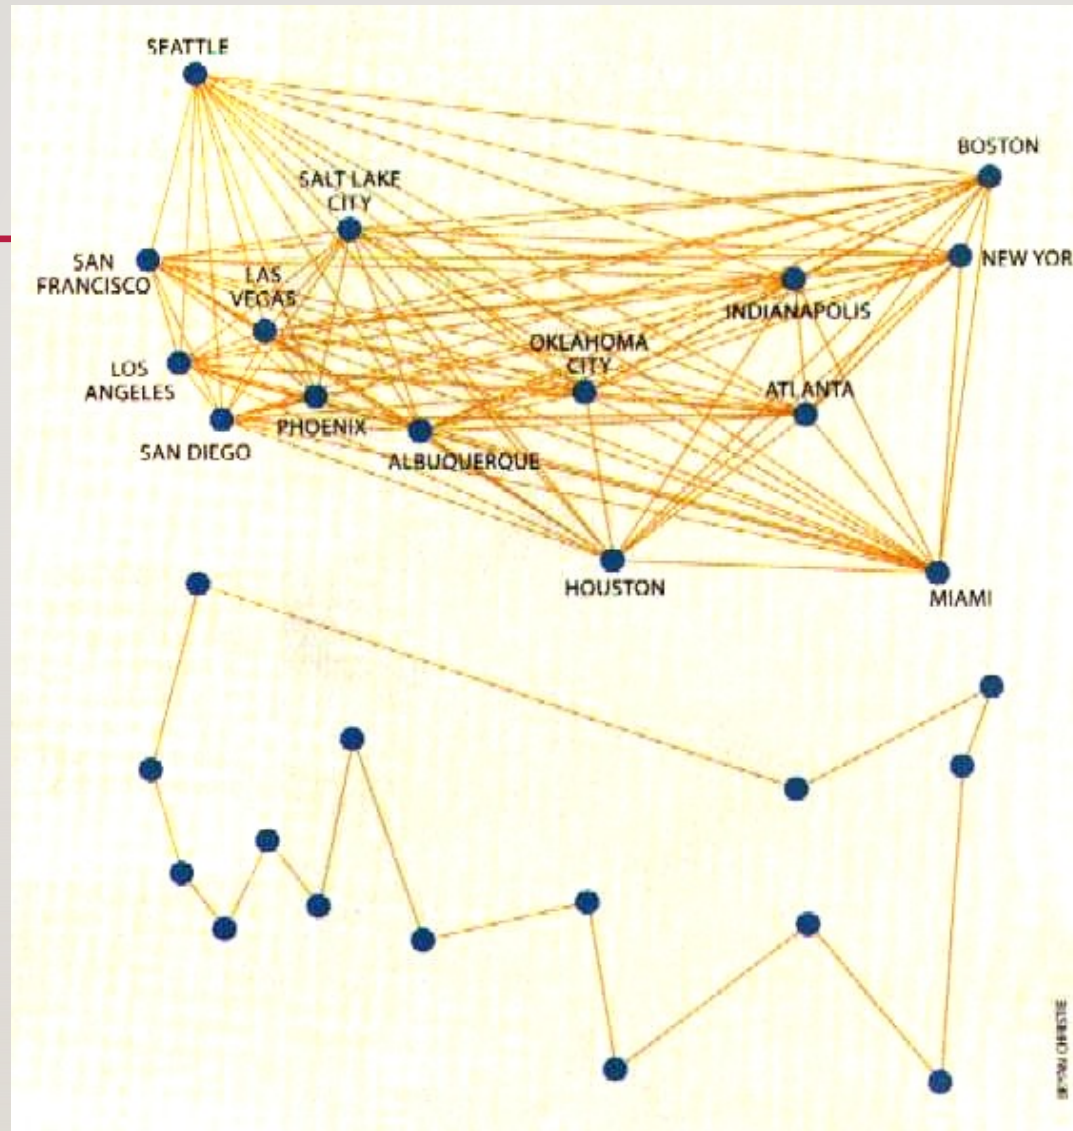 SEATTLE
BOSTON
SALT LAKE
CITY
SAN
FRANCISCO
LAS
VEGAS
NEW YOR
INDIANAPOLIS
OKLAHOMA
CITY
LOS
ANGELES
ATLANTA
PHOENIX
SAN DIEGO
ALBUQUERQUE
HOUSTON
MIAMI